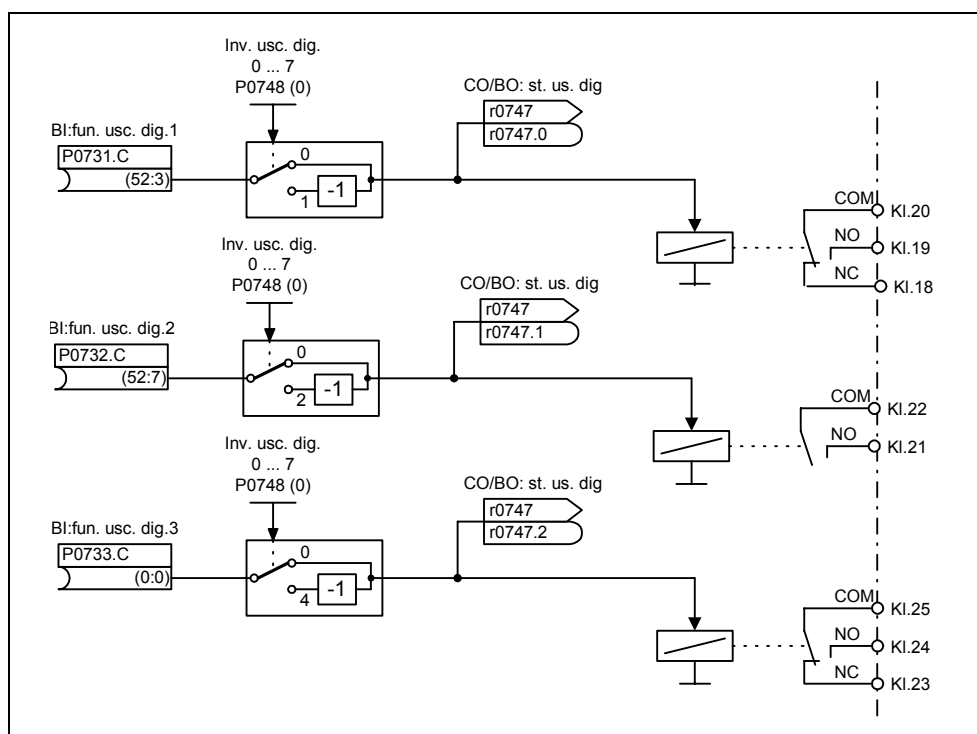 Inv. usc. dig.
0 ... 7
P0748 (0)
CO/BO: st. us. dig
r0747
r0747.0
BI:fun. usc. dig.1
P0731.C
(52:3)
0
1
-1
COM
Kl.20
NO
Kl.19
NC
Kl.18
Inv. usc. dig.
0 ... 7
P0748 (0)
CO/BO: st. us. dig
r0747
r0747.1
BI:fun. usc. dig.2
P0732.C
(52:7)
0
2
-1
COM
Kl.22
NO
Kl.21
Inv. usc. dig.
0 ... 7
P0748 (0)
CO/BO: st. us. dig
r0747
r0747.2
BI:fun. usc. dig.3
P0733.C
(0:0)
0
4
-1
COM
Kl.25
NO
Kl.24
NC
Kl.23